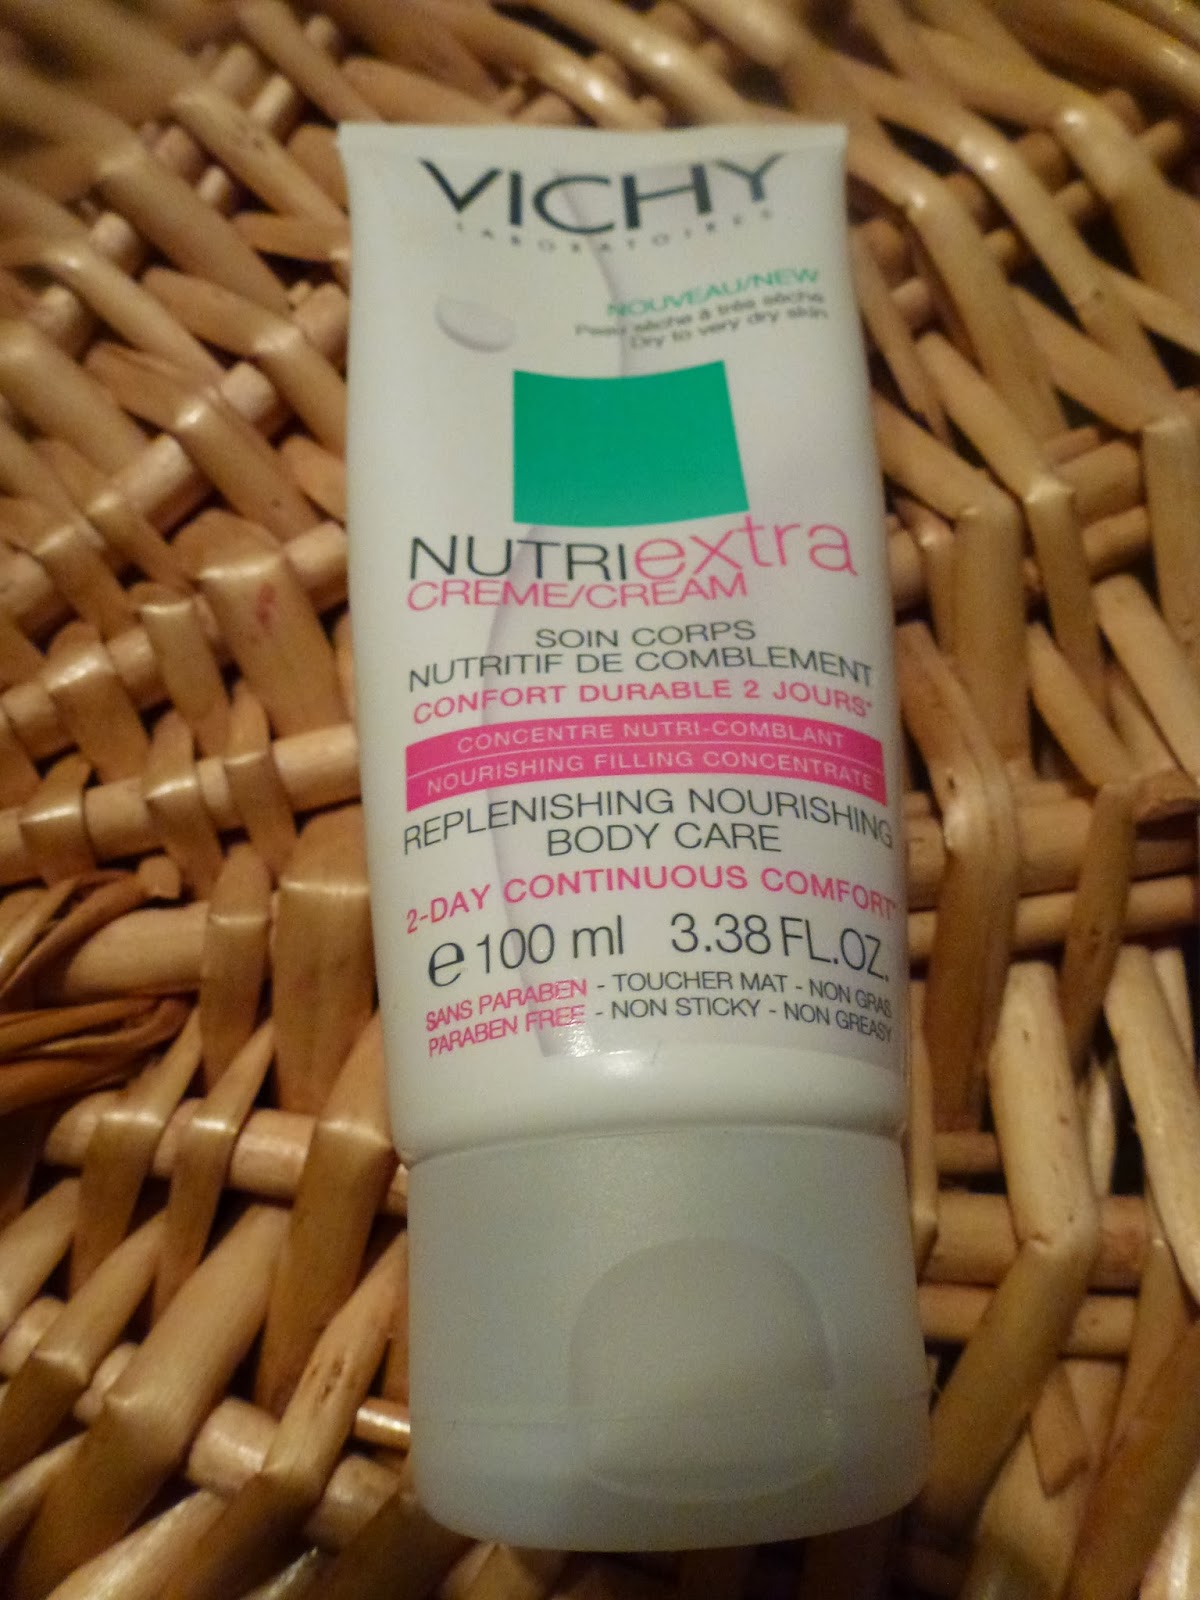 VICHY
LABORATOIRES
NOUVEAU/NEW
Peau sèche à très sèche
Dry to very dry skin
NUTRIextra
CREME/CREAM
SOIN CORPS
NUTRITIF DE COMBLEMENT
CONFORT DURABLE 2 JOURS*
CONCENTRE NUTRI-COMBLANT
NOURISHING FILLING CONCENTRATE
REPLENISHING NOURISHING
BODY CARE
2-DAY CONTINUOUS COMFORT*
e 100 ml 3.38 FL.OZ.
SANS PARABEN - TOUCHER MAT - NON GRAS
PARABEN FREE - NON STICKY - NON GREASY